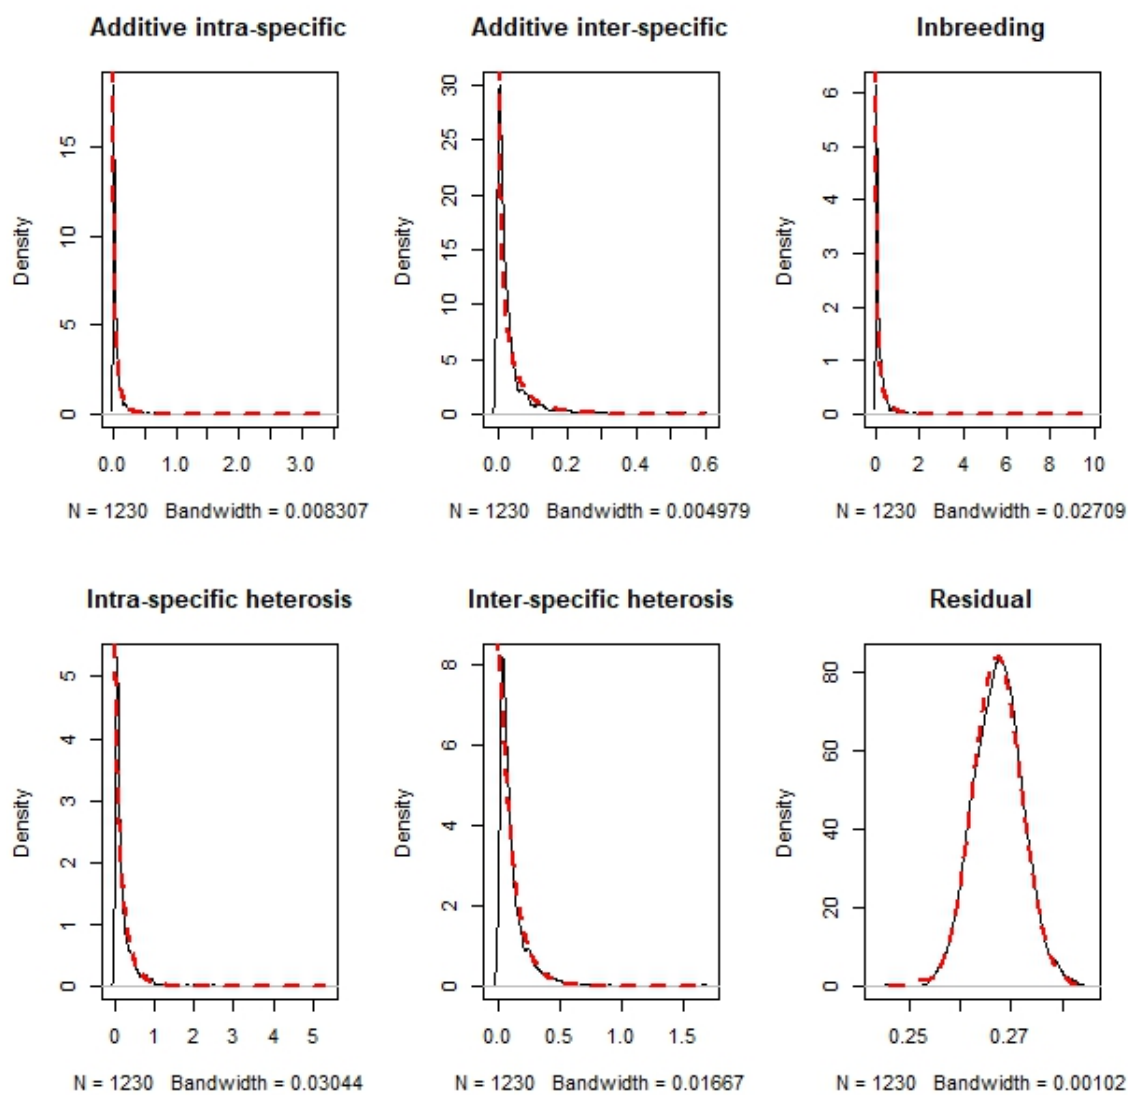 Additive intra-specific
Density
15
10
5
0
0.0 1.0 2.0 3.0
N = 1230 Bandwidth = 0.008307
Additive inter-specific
Density
30
25
20
15
10
5
0
0.0 0.2 0.4 0.6
N = 1230 Bandwidth = 0.004979
Inbreeding
Density
6
5
4
3
2
1
0
0 2 4 6 8 10
N = 1230 Bandwidth = 0.02709
Intra-specific heterosis
Density
5
4
3
2
1
0
0 1 2 3 4 5
N = 1230 Bandwidth = 0.03044
Inter-specific heterosis
Density
8
6
4
2
0
0.0 0.5 1.0 1.5
N = 1230 Bandwidth = 0.01667
Residual
Density
80
60
40
20
0
0.25 0.27
N = 1230 Bandwidth = 0.00102